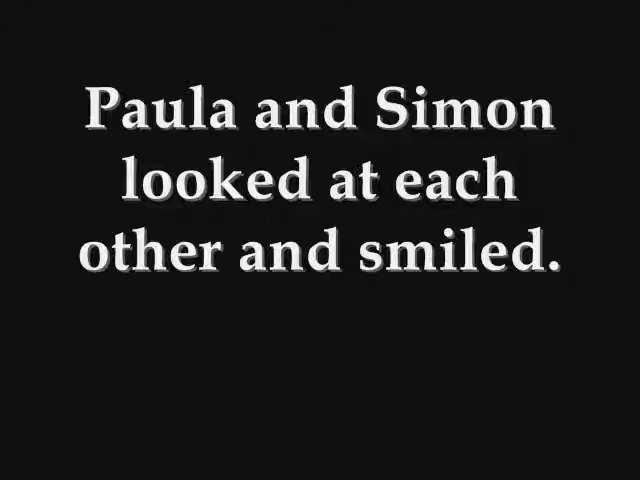 Paula and Simon
looked at each
other and smiled.